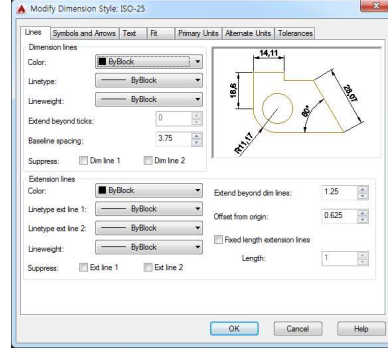 Modify Dimension Style: ISO-25
Lines Symbols and Arrows Text Fit Primary Units Alternate Units Tolerances
Dimension lines
Color: ByBlock
Linetype: ByBlock
Lineweight: ByBlock
Extend beyond ticks: 0
Baseline spacing: 3.75
Suppress: Dim line 1 Dim line 2
14,11
16,6
28,07
60°
R11,17
Extension lines
Color: ByBlock
Linetype ext line 1: ByBlock
Linetype ext line 2: ByBlock
Lineweight: ByBlock
Suppress: Ext line 1 Ext line 2
Extend beyond dim lines: 1.25
Offset from origin: 0.625
Fixed length extension lines
Length: 1
OK Cancel Help